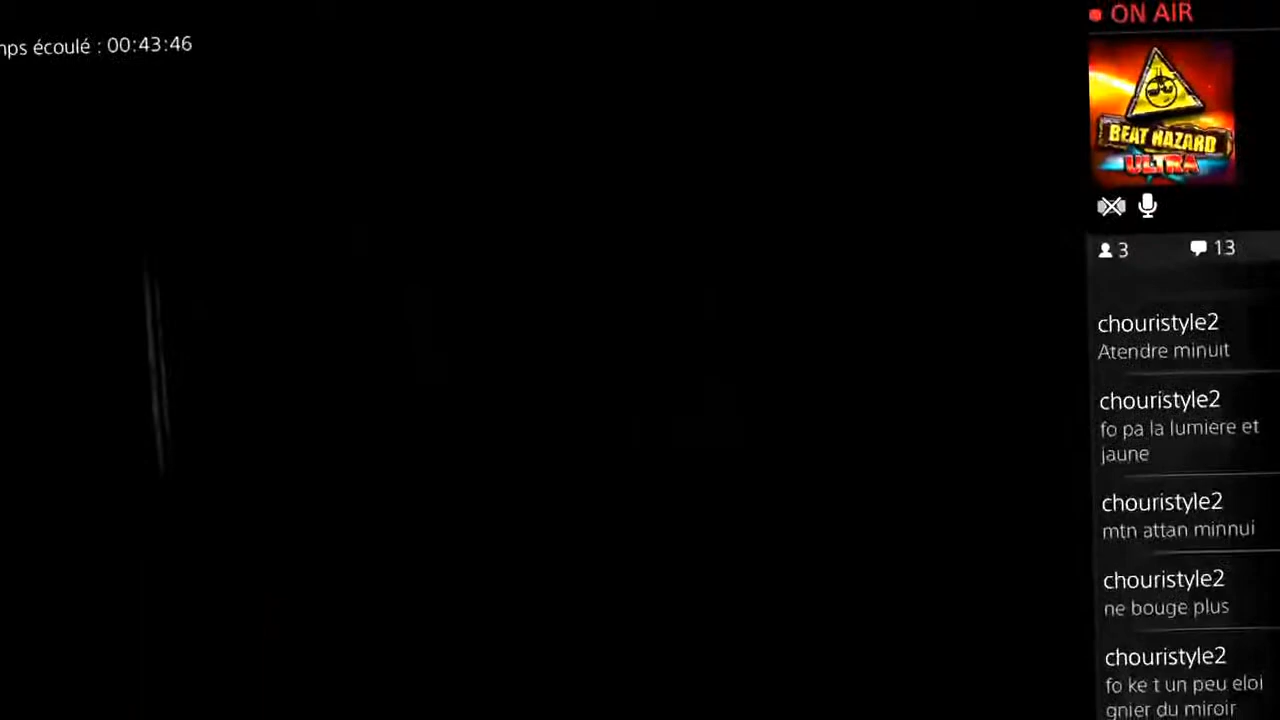 mps écoulé : 00:43:46
ON AIR
BEAT HAZARD
ULTRA
3
13
chouristyle2
Atendre minuit
chouristyle2
fo pa la lumiere et
jaune
chouristyle2
mtn attan minnui
chouristyle2
ne bouge plus
chouristyle2
fo ke t un peu eloi
gnier du miroir